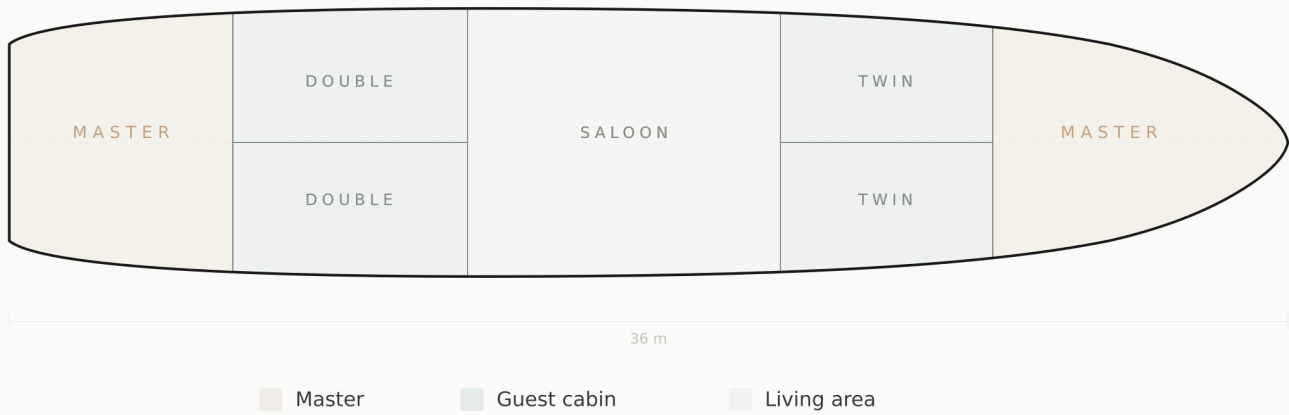 DOUBLE
TWIN
MASTER
SALOON
MASTER
DOUBLE
TWIN
36 m
Master
Guest cabin
Living area